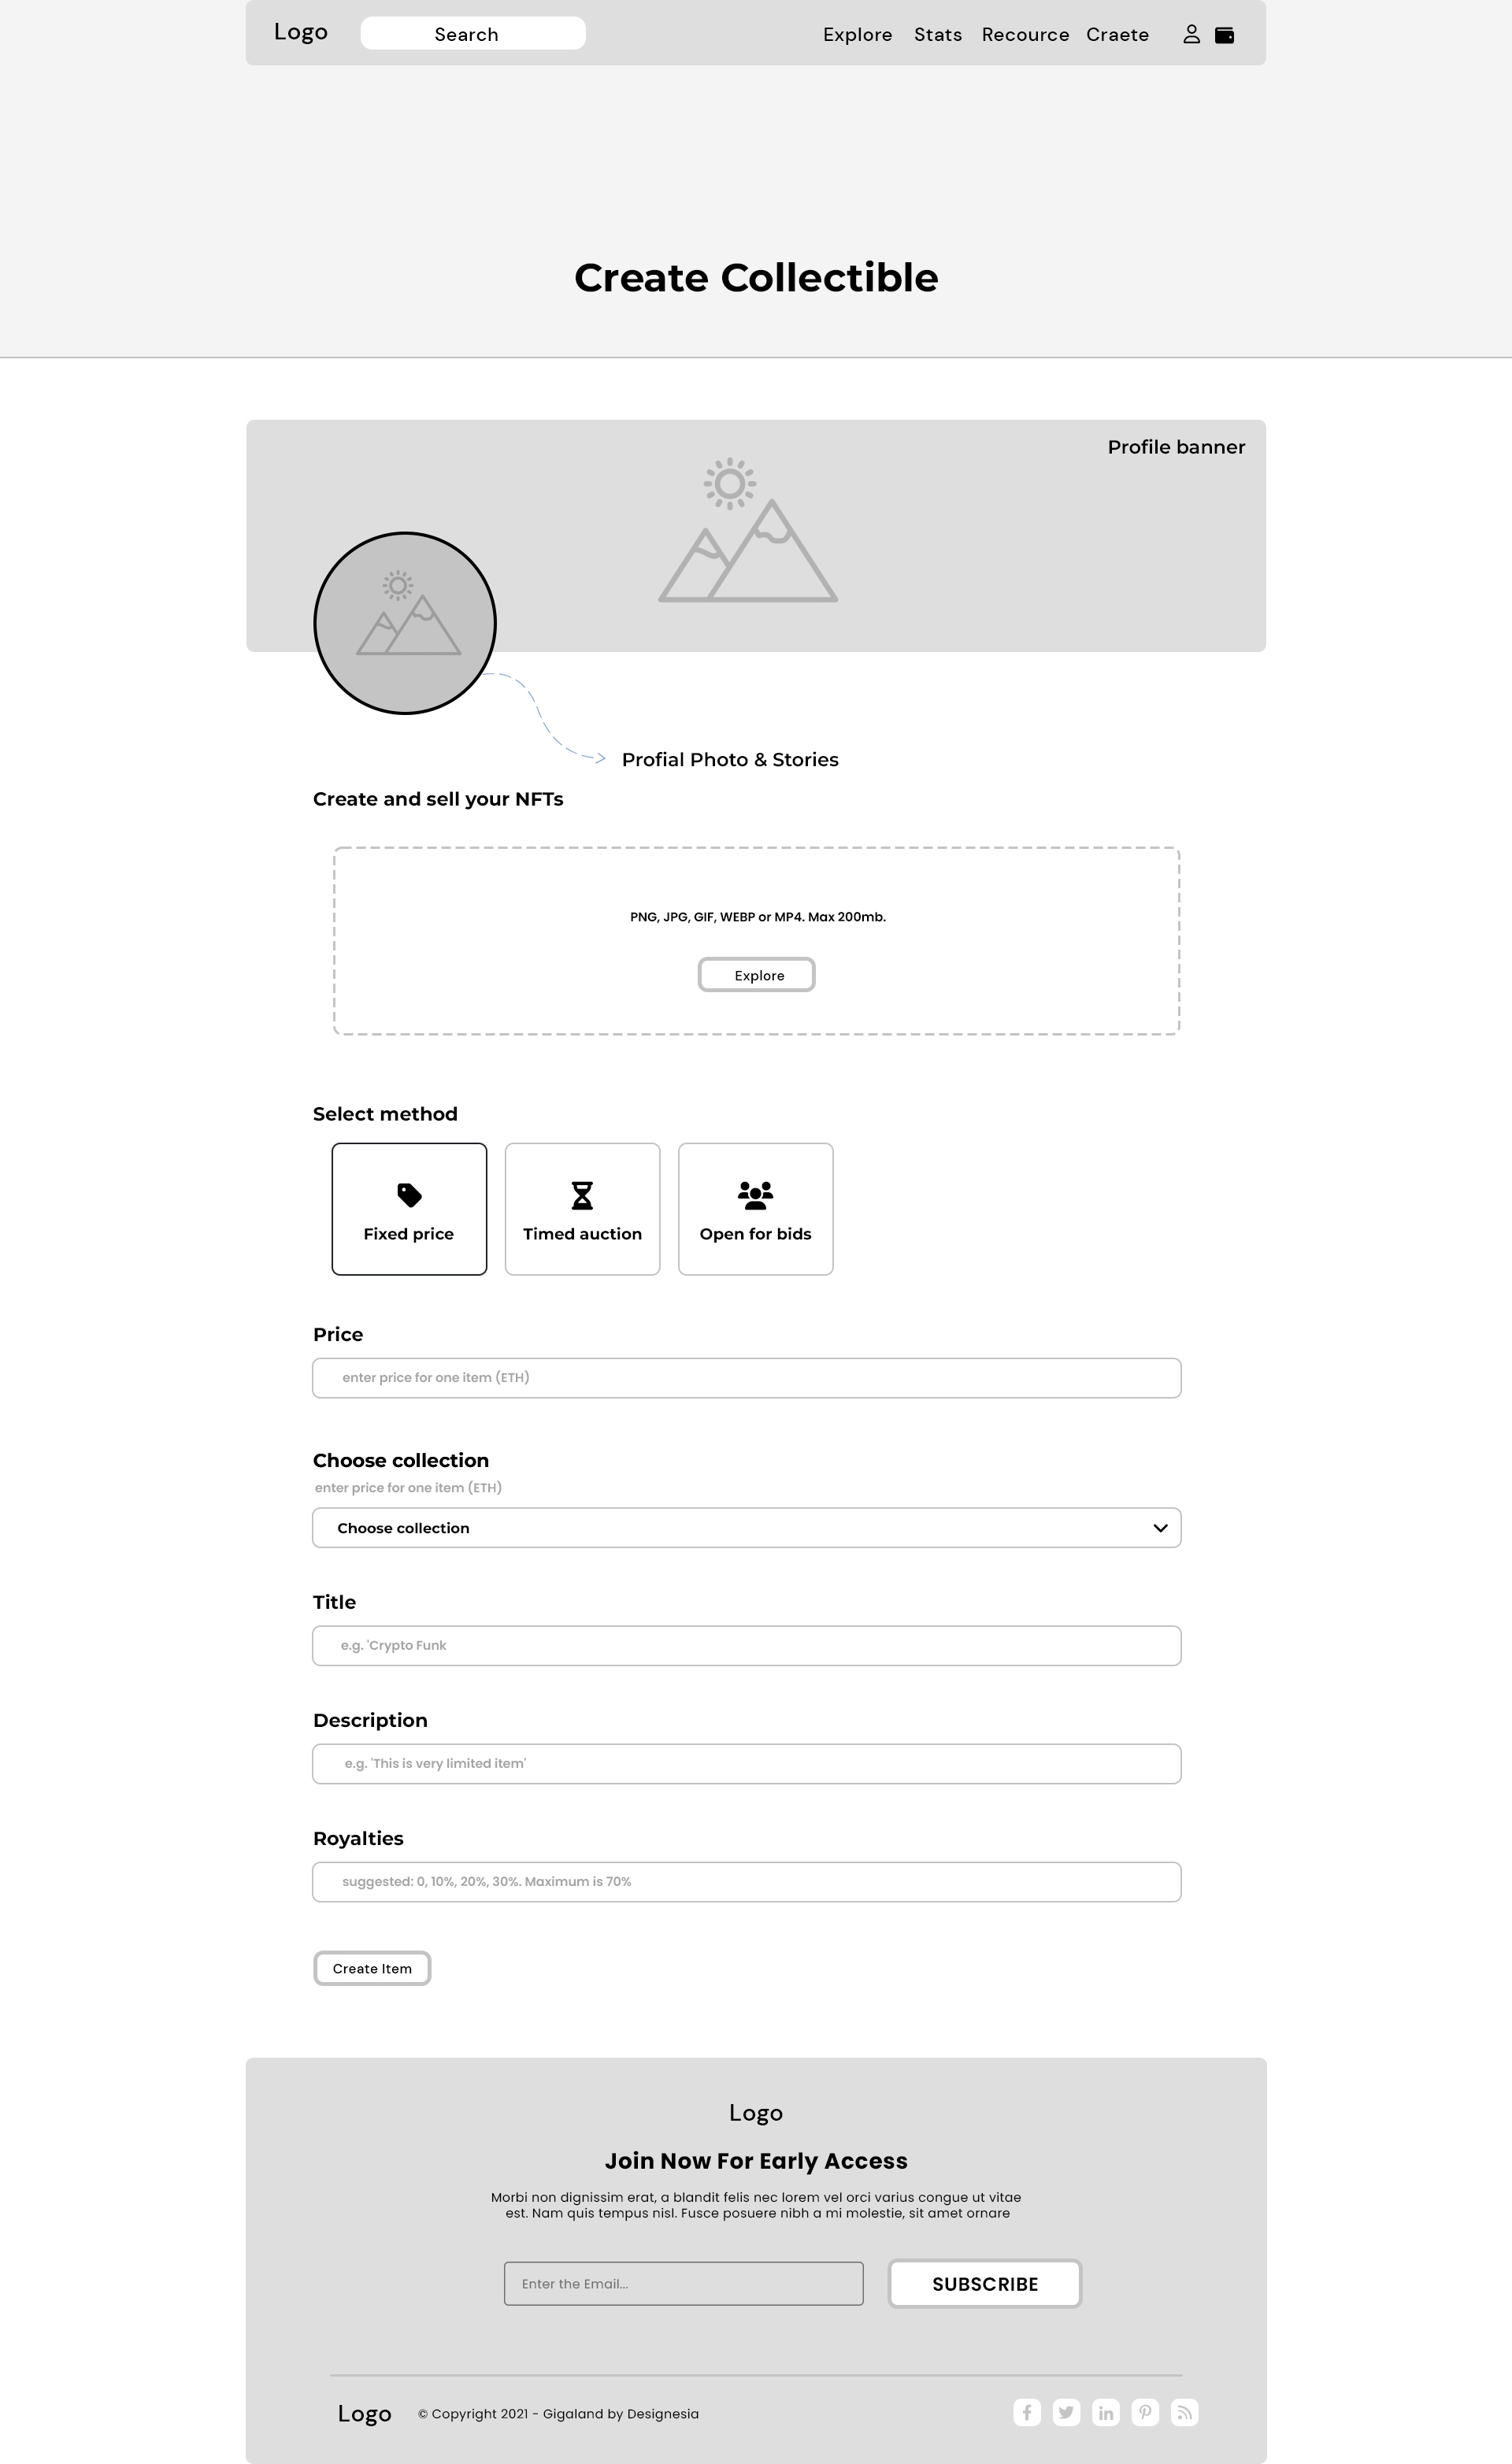 Logo
Search
Explore
Stats
Recource
Craete
Create Collectible
Profile banner
Profial Photo & Stories
Create and sell your NFTs
PNG, JPG, GIF, WEBP or MP4. Max 200mb.
Explore
Select method
Fixed price
Timed auction
Open for bids
Price
enter price for one item (ETH)
Choose collection
enter price for one item (ETH)
Choose collection
Title
e.g. 'Crypto Funk
Description
e.g. 'This is very limited item'
Royalties
suggested: 0, 10%, 20%, 30%. Maximum is 70%
Create Item
Logo
Join Now For Early Access
Morbi non dignissim erat, a blandit felis nec lorem vel orci varius congue ut vitae
est. Nam quis tempus nisl. Fusce posuere nibh a mi molestie, sit amet ornare
Enter the Email...
SUBSCRIBE
Logo
© Copyright 2021 - Gigaland by Designesia